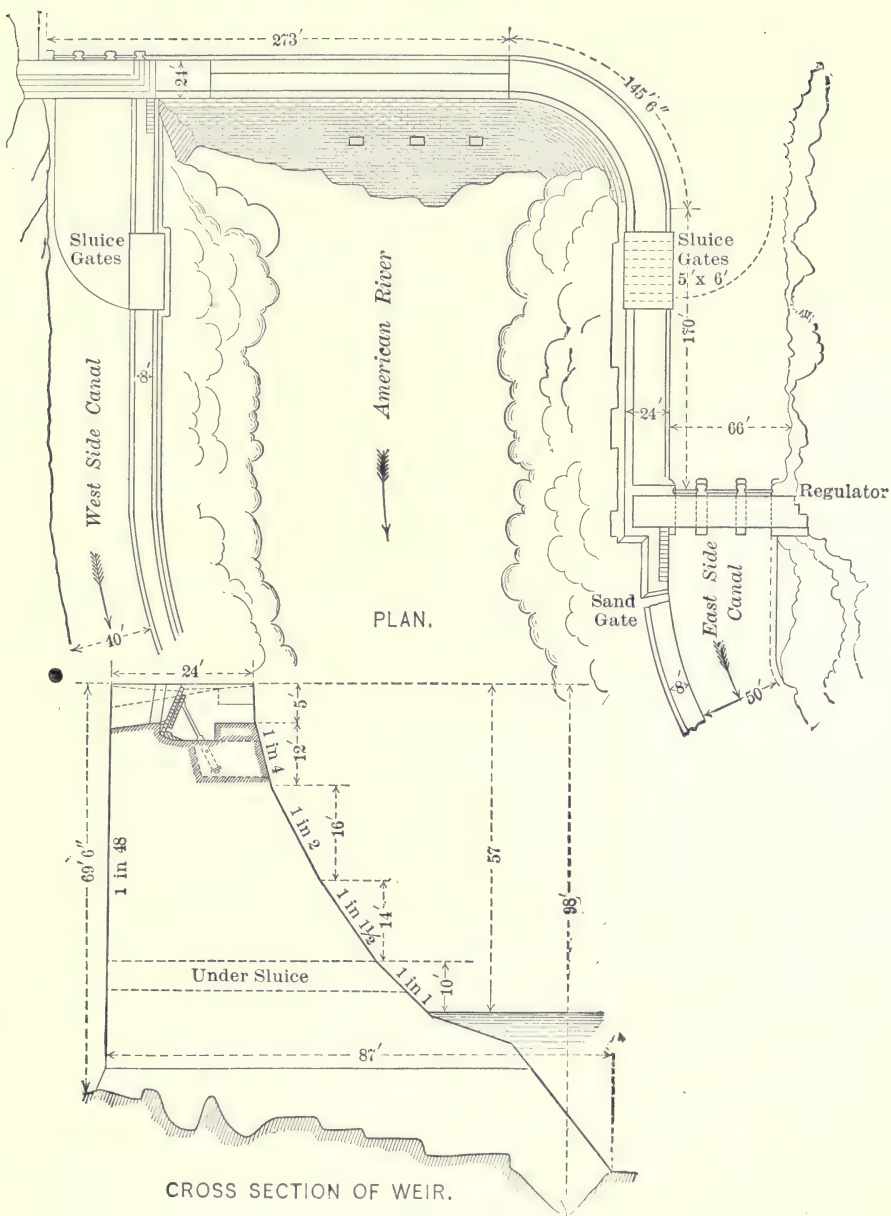 273'
24'
145' 6"
Sluice
Gates
Sluice
Gates
5' x 6'
170'
8'
West Side Canal
American River
24'
66'
Regulator
PLAN.
Sand
Gate
East Side
Canal
40'
8'
50'
24'
5'
12'
1 in 4
16'
1 in 2
14'
1 in 1½
10'
1 in 1
57
98'
69' 6"
1 in 48
Under Sluice
87'
CROSS SECTION OF WEIR.